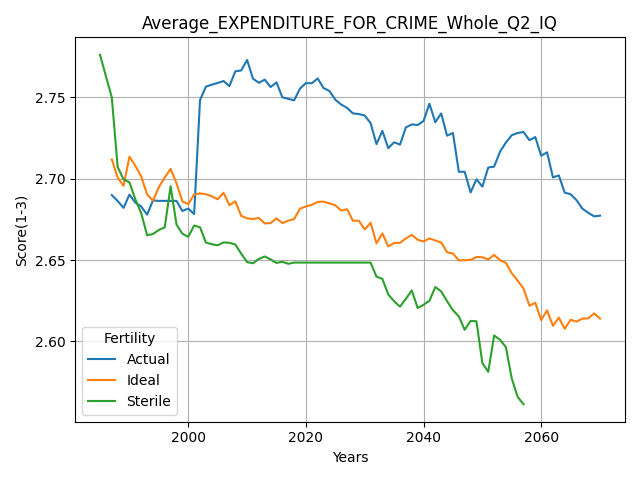 Average_EXPENDITURE_FOR_CRIME_Whole_Q2_IQ
Score(1-3)
2.75
2.70
2.65
2.60
Fertility
Actual
Ideal
Sterile
2000
2020
2040
2060
Years